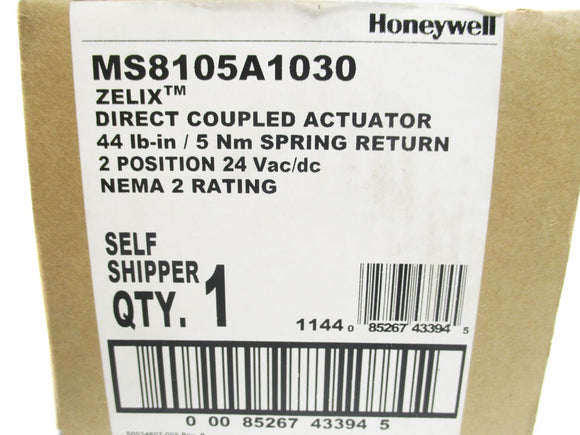 Honeywell
MS8105A1030
ZELIX™
DIRECT COUPLED ACTUATOR
44 lb-in / 5 Nm SPRING RETURN
2 POSITION 24 Vac/dc
NEMA 2 RATING
SELF
SHIPPER
QTY. 1
1144 0 85267 43394 5
0 00 85267 43394 5